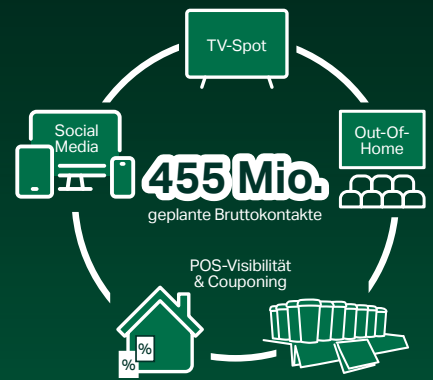 TV-Spot
Social
Media
Out-Of-
Home
455 Mio.
geplante Bruttokontakte
POS-Visibilität
& Couponing
%
%